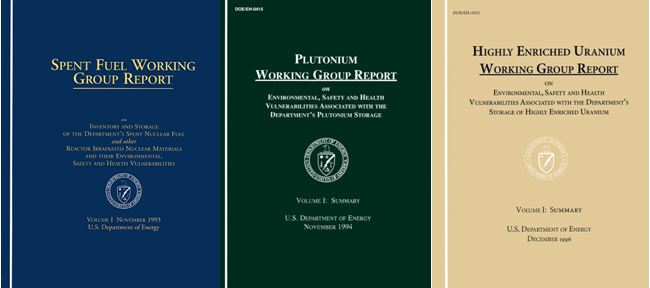 SPENT FUEL WORKING
GROUP REPORT
on
INVENTORY AND STORAGE
OF THE DEPARTMENT'S SPENT NUCLEAR FUEL
and other
REACTOR IRRADIATED NUCLEAR MATERIALS
AND THEIR ENVIRONMENTAL,
SAFETY AND HEALTH VULNERABILITIES
VOLUME I NOVEMBER 1993
U.S. Department of Energy
DOE/EH-0415
PLUTONIUM
WORKING GROUP REPORT
on
ENVIRONMENTAL, SAFETY AND HEALTH
VULNERABILITIES ASSOCIATED WITH THE
DEPARTMENT'S PLUTONIUM STORAGE
VOLUME I: SUMMARY
U.S. DEPARTMENT OF ENERGY
NOVEMBER 1994
DOE/EH-0525
HIGHLY ENRICHED URANIUM
WORKING GROUP REPORT
ON
ENVIRONMENTAL, SAFETY AND HEALTH
VULNERABILITIES ASSOCIATED WITH THE DEPARTMENT'S
STORAGE OF HIGHLY ENRICHED URANIUM
VOLUME I: SUMMARY
U.S. DEPARTMENT OF ENERGY
DECEMBER 1996